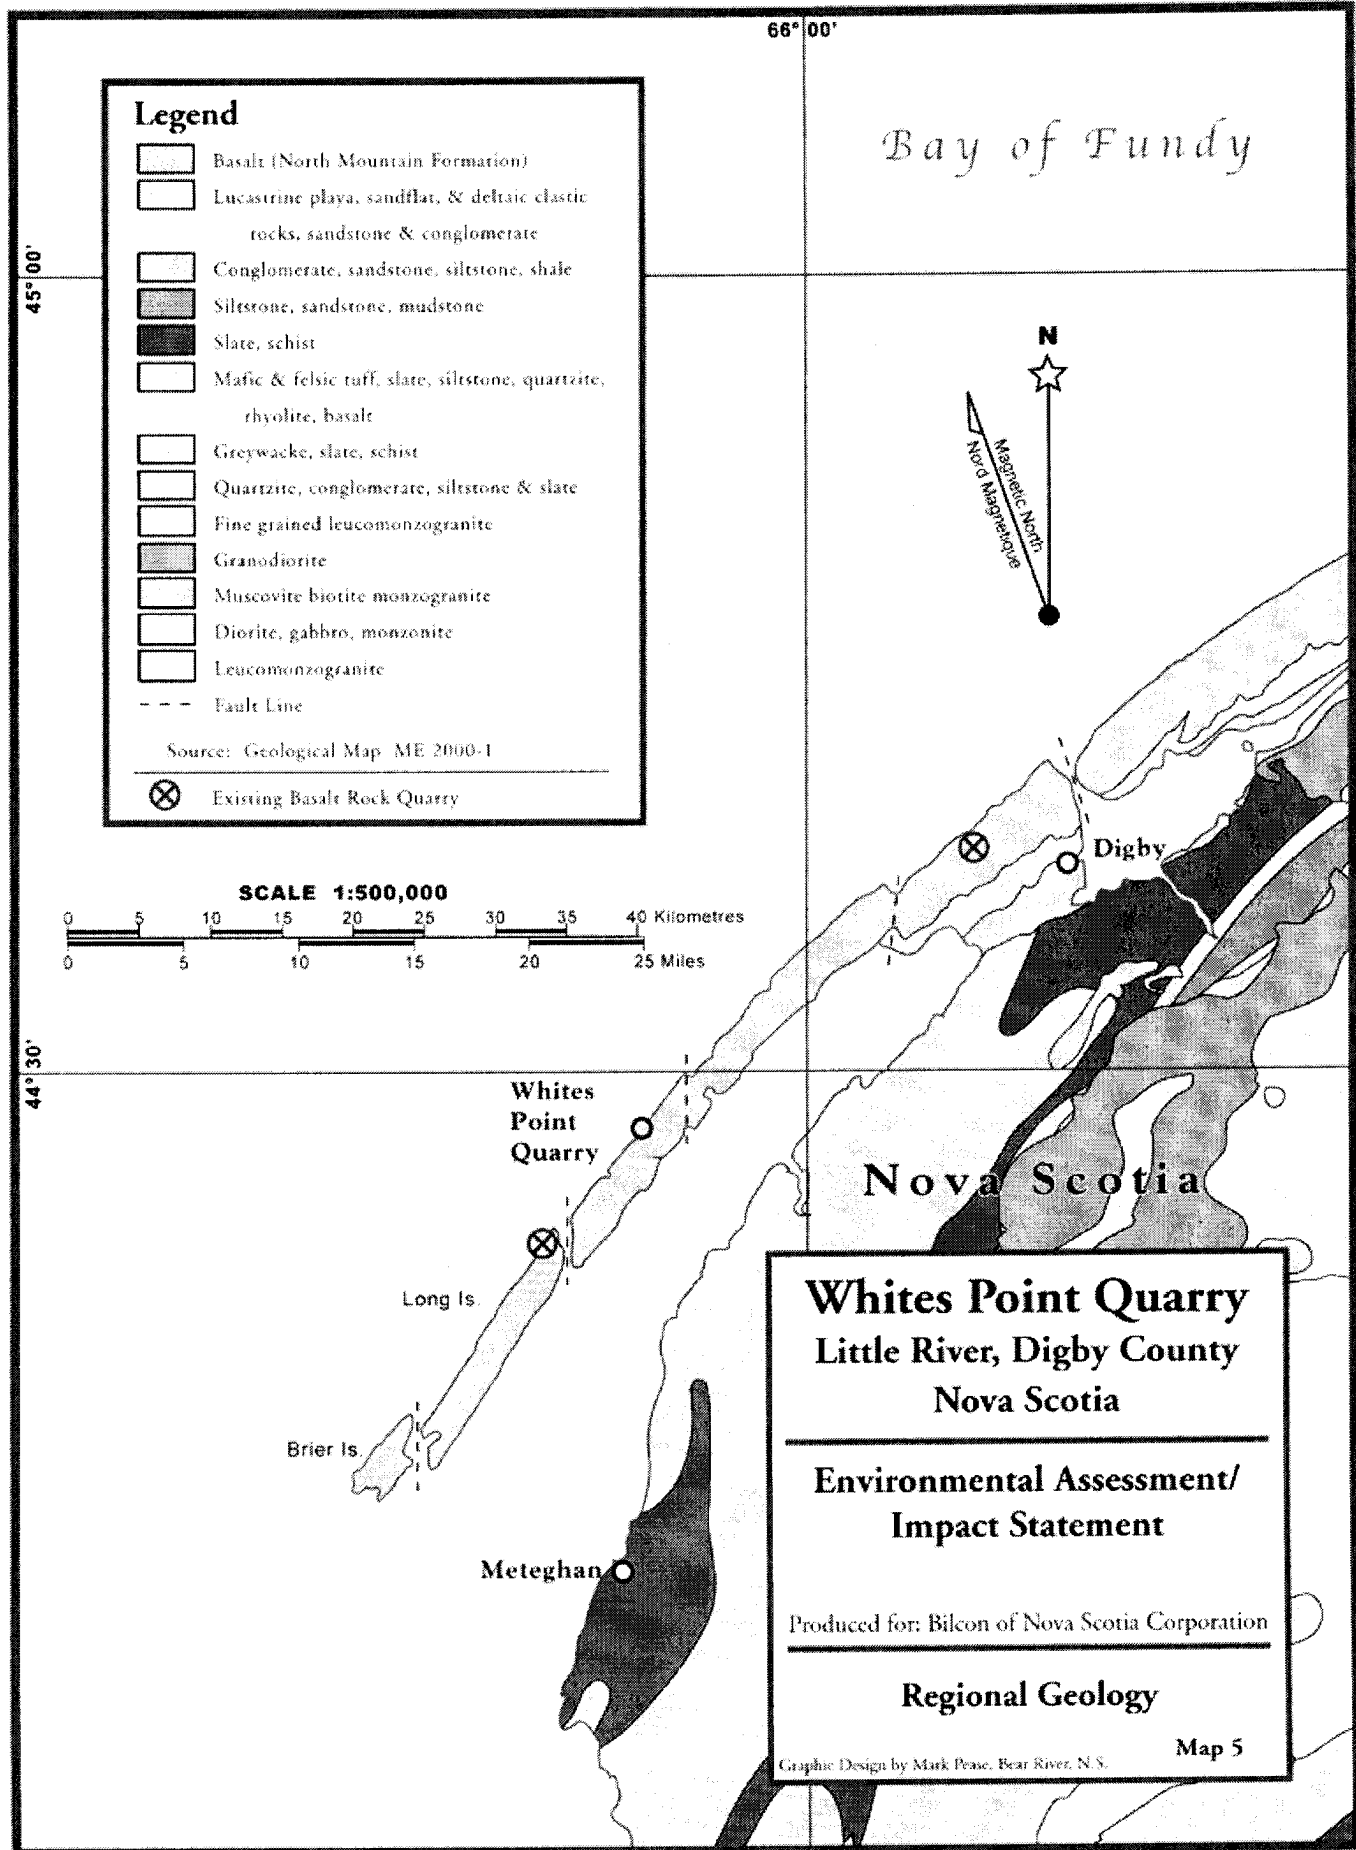 66° 00'
Bay of Fundy
Legend
Basalt (North Mountain Formation)
Lucastrine playa, sandflat, & deltaic clastic
rocks, sandstone & conglomerate
Conglomerate, sandstone, siltstone, shale
Siltstone, sandstone, mudstone
Slate, schist
Mafic & felsic tuff, slate, siltstone, quartzite,
rhyolite, basalt
Greywacke, slate, schist
Quartzite, conglomerate, siltstone & slate
Fine grained leucomonzogranite
Granodiorite
Muscovite biotite monzogranite
Diorite, gabbro, monzonite
Leucomonzogranite
Fault Line
Source: Geological Map ME 2000-1
Existing Basalt Rock Quarry
45° 00'
N
Magnetic North
Nord Magnetique
SCALE 1:500,000
0 5 10 15 20 25 30 35 40 Kilometres
0 5 10 15 20 25 Miles
Digby
44° 30'
Whites
Point
Quarry
Nova Scotia
Long Is.
Brier Is.
Meteghan
Whites Point Quarry
Little River, Digby County
Nova Scotia
Environmental Assessment/
Impact Statement
Produced for: Bilcon of Nova Scotia Corporation
Regional Geology
Map 5
Graphic Design by Mark Pease, Bear River, N.S.